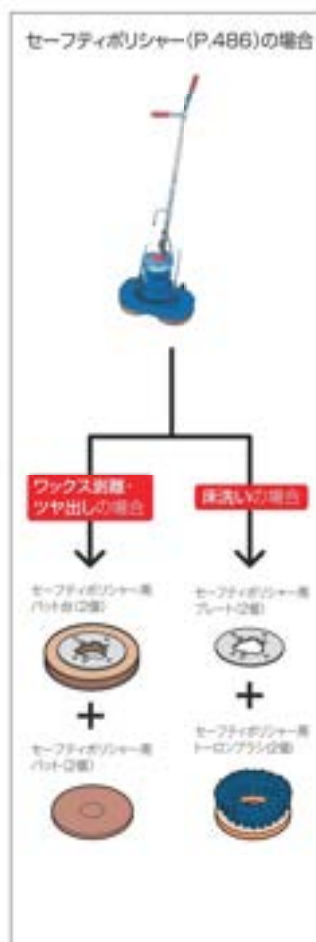 セーフティポリシャー(P.486)の場合
ワックス剥離・
ツヤ出しの場合
床洗いの場合
セーフティポリシャー用
パット台(2個)
セーフティポリシャー用
プレート(2個)
+
+
セーフティポリシャー用
パット(2個)
セーフティポリシャー用
トーロンブラシ(2個)